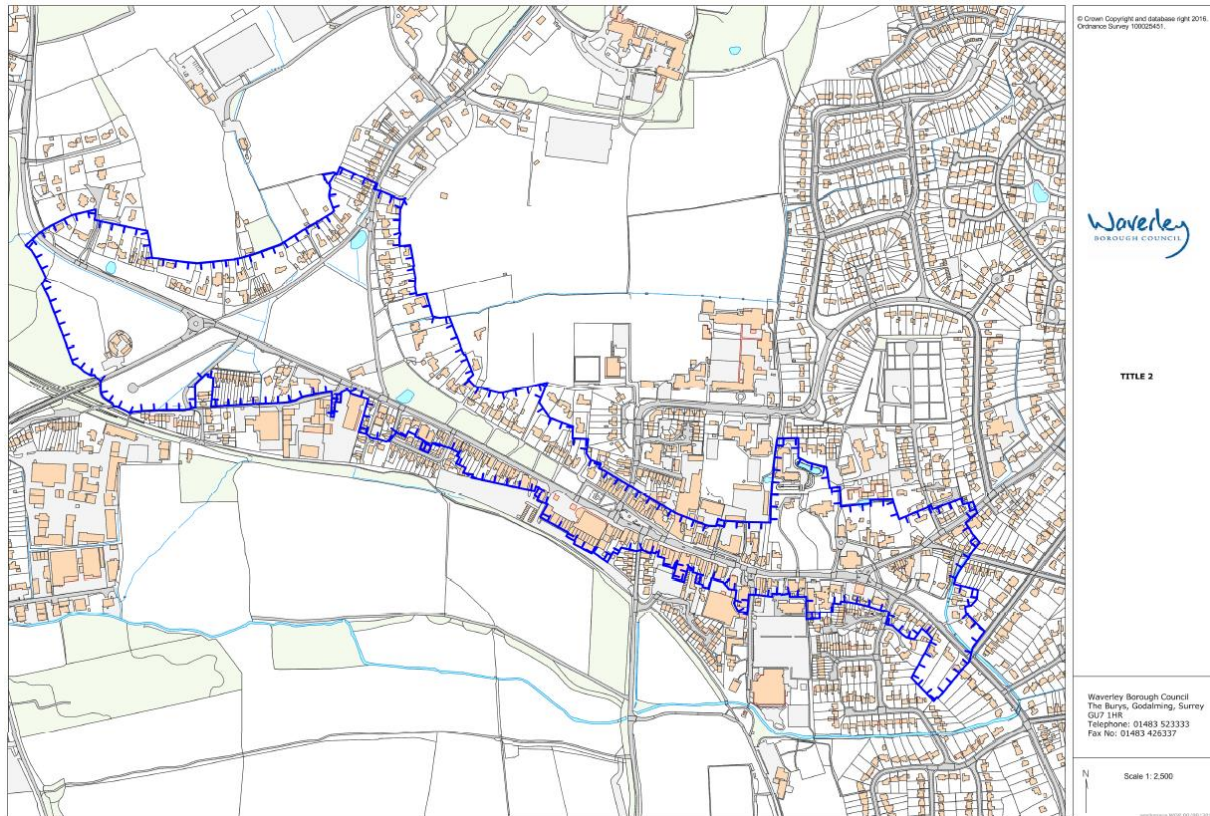 © Crown Copyright and database right 2016.
Ordnance Survey 100025451.
Waverley
BOROUGH COUNCIL
TITLE 2
Waverley Borough Council
The Burys, Godalming, Surrey
GU7 1HR
Telephone: 01483 523333
Fax No: 01483 426337
N
Scale 1: 2,500